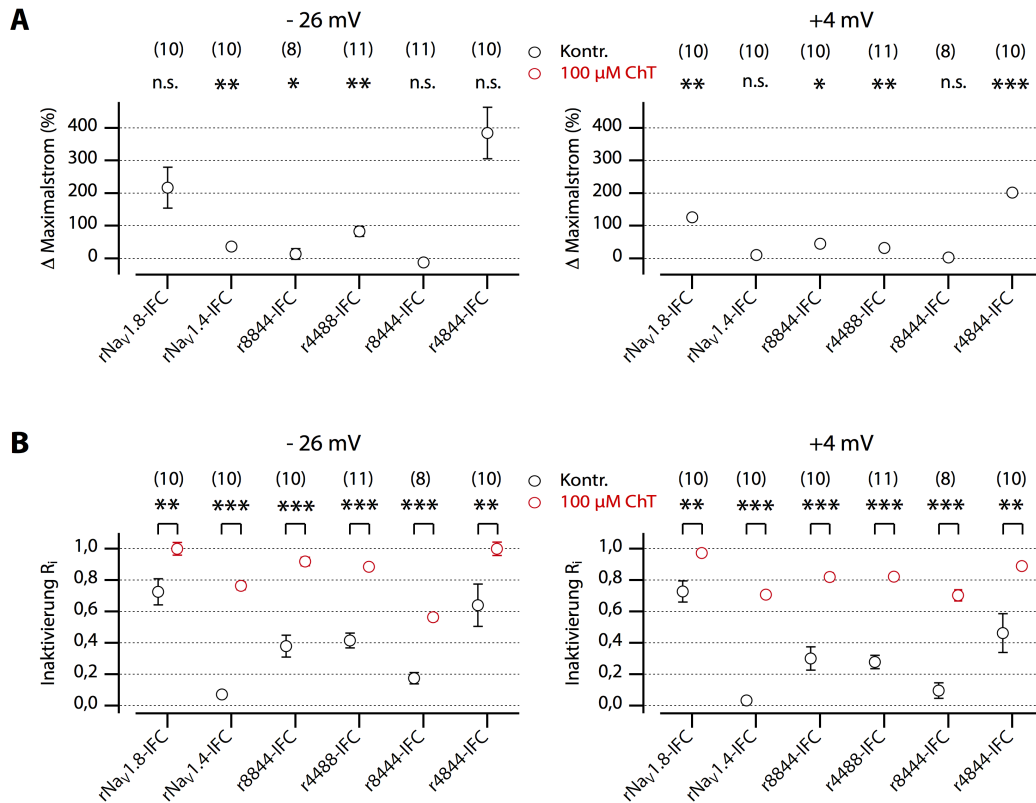 A
- 26 mV
+4 mV
(10) (10) (8) (11) (11) (10)
Kontr.
100 µM ChT
(10) (10) (10) (11) (8) (10)
n.s. ** * ** n.s. n.s.
** n.s. * ** n.s. ***
Δ Maximalstrom (%)
400
300
200
100
0
rNaV1.8-IFC
rNaV1.4-IFC
r8844-IFC
r4488-IFC
r8444-IFC
r4844-IFC
Δ Maximalstrom (%)
400
300
200
100
0
rNaV1.8-IFC
rNaV1.4-IFC
r8844-IFC
r4488-IFC
r8444-IFC
r4844-IFC
B
- 26 mV
+4 mV
(10) (10) (10) (11) (8) (10)
Kontr.
100 µM ChT
(10) (10) (10) (11) (8) (10)
** *** *** *** *** **
** *** *** *** *** **
Inaktivierung Ri
1,0
0,8
0,6
0,4
0,2
0,0
rNaV1.8-IFC
rNaV1.4-IFC
r8844-IFC
r4488-IFC
r8444-IFC
r4844-IFC
Inaktivierung Ri
1,0
0,8
0,6
0,4
0,2
0,0
rNaV1.8-IFC
rNaV1.4-IFC
r8844-IFC
r4488-IFC
r8444-IFC
r4844-IFC